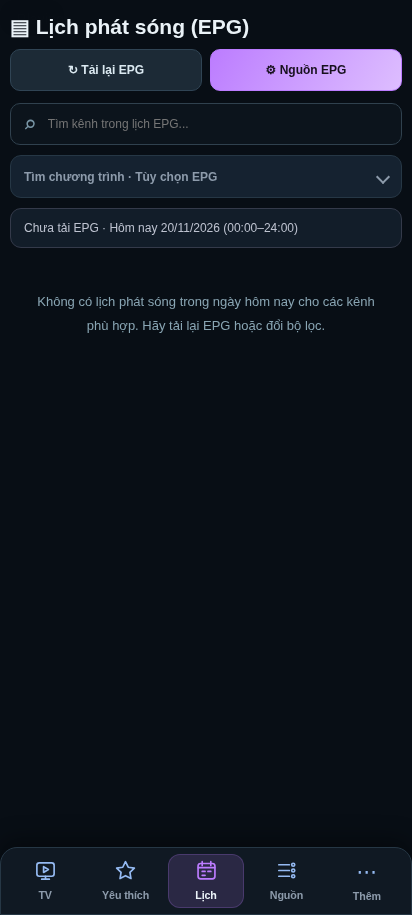 Lịch phát sóng (EPG)
↻ Tải lại EPG
⚙ Nguồn EPG
Tìm kênh trong lịch EPG...
Tìm chương trình · Tùy chọn EPG
Chưa tải EPG · Hôm nay 20/11/2026 (00:00–24:00)
Không có lịch phát sóng trong ngày hôm nay cho các kênh
phù hợp. Hãy tải lại EPG hoặc đổi bộ lọc.
TV
Yêu thích
Lịch
Nguồn
Thêm